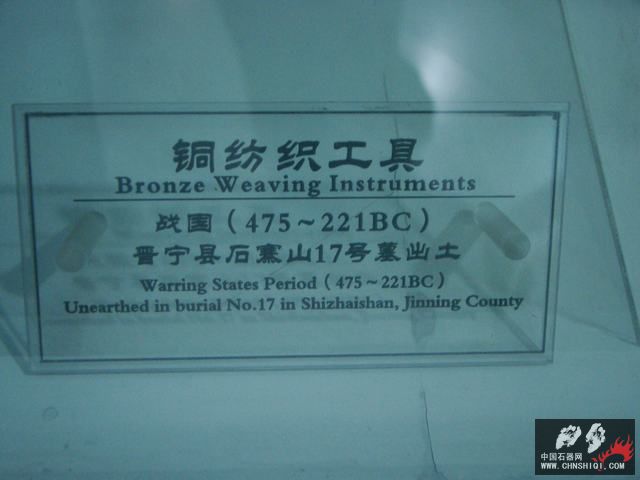 铜纺织工具
Bronze Weaving Instruments
战国（475～221BC）
晋宁县石寨山17号墓出土
Warring States Period（475～221BC）
Unearthed in burial No.17 in Shizhaishan, Jinning County
中国石器网
WWW.CHNSHIQI.COM